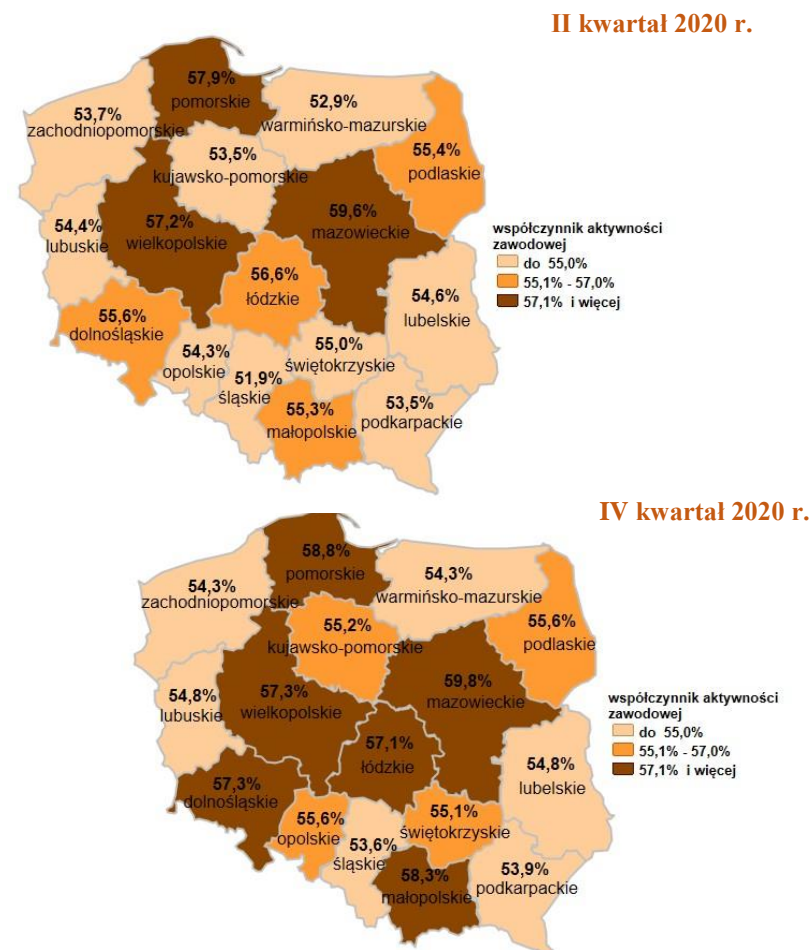 II kwartał 2020 r.
57,9%
pomorskie
53,7%
zachodniopomorskie
52,9%
warmińsko-mazurskie
53,5%
kujawsko-pomorskie
55,4%
podlaskie
57,2%
wielkopolskie
59,6%
mazowieckie
54,4%
lubuskie
56,6%
łódzkie
54,6%
lubelskie
55,6%
dolnośląskie
54,3%
opolskie
51,9%
śląskie
55,0%
świętokrzyskie
55,3%
małopolskie
53,5%
podkarpackie
współczynnik aktywności
zawodowej
do 55,0%
55,1% - 57,0%
57,1% i więcej
IV kwartał 2020 r.
58,8%
pomorskie
54,3%
zachodniopomorskie
54,3%
warmińsko-mazurskie
55,2%
kujawsko-pomorskie
55,6%
podlaskie
57,3%
wielkopolskie
59,8%
mazowieckie
54,8%
lubuskie
57,1%
łódzkie
54,8%
lubelskie
57,3%
dolnośląskie
55,6%
opolskie
53,6%
śląskie
55,1%
świętokrzyskie
58,3%
małopolskie
53,9%
podkarpackie
współczynnik aktywności
zawodowej
do 55,0%
55,1% - 57,0%
57,1% i więcej